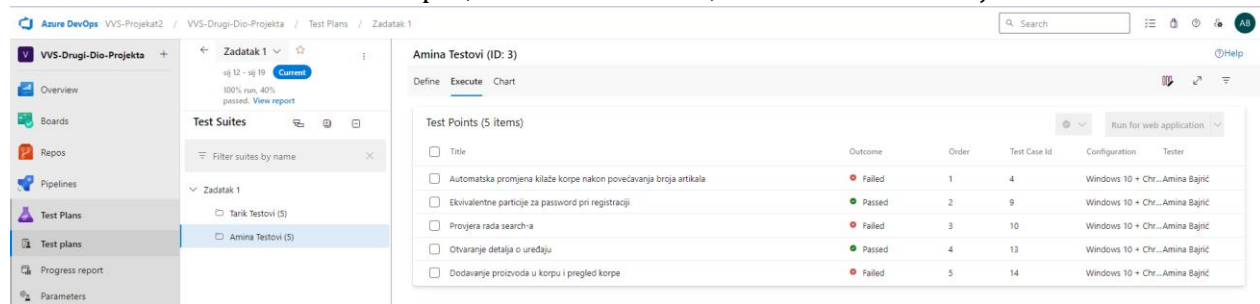 Azure DevOps VVS-Projekat2 / VVS-Drugi-Dio-Projekta / Test Plans / Zadatak 1 Search AB
V VVS-Drugi-Dio-Projekta +
Overview
Boards
Repos
Pipelines
Test Plans
Test plans
Progress report
Parameters
Zadatak 1
sij 12 - sij 19 Current
100% run, 40%
passed. View report
Test Suites
Filter suites by name
Zadatak 1
Tarik Testovi (5)
Amina Testovi (5)
Amina Testovi (ID: 3) Help
Define Execute Chart
Test Points (5 items) Run for web application
Title Outcome Order Test Case Id Configuration Tester
Automatska promjena kilaže korpe nakon povećavanja broja artikala Failed 1 4 Windows 10 + Chr... Amina Bajrić
Ekvivalentne particije za password pri registraciji Passed 2 9 Windows 10 + Chr... Amina Bajrić
Provjera rada search-a Failed 3 10 Windows 10 + Chr... Amina Bajrić
Otvaranje detalja o uređaju Passed 4 13 Windows 10 + Chr... Amina Bajrić
Dodavanje proizvoda u korpu i pregled korpe Failed 5 14 Windows 10 + Chr... Amina Bajrić